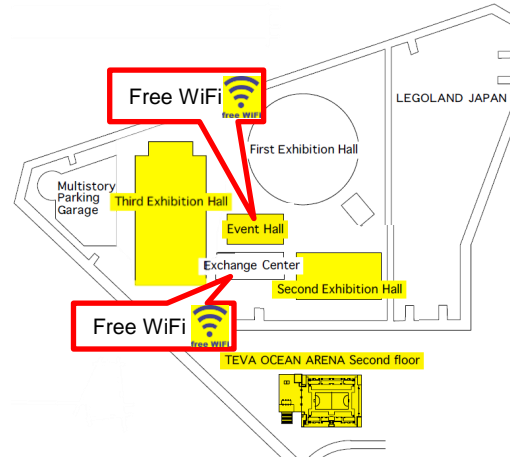 Free WiFi
free WiFi
LEGOLAND JAPAN
First Exhibition Hall
Multistory
Parking
Garage
Third Exhibition Hall
Event Hall
Exchange Center
Second Exhibition Hall
Free WiFi
free WiFi
TEVA OCEAN ARENA Second floor